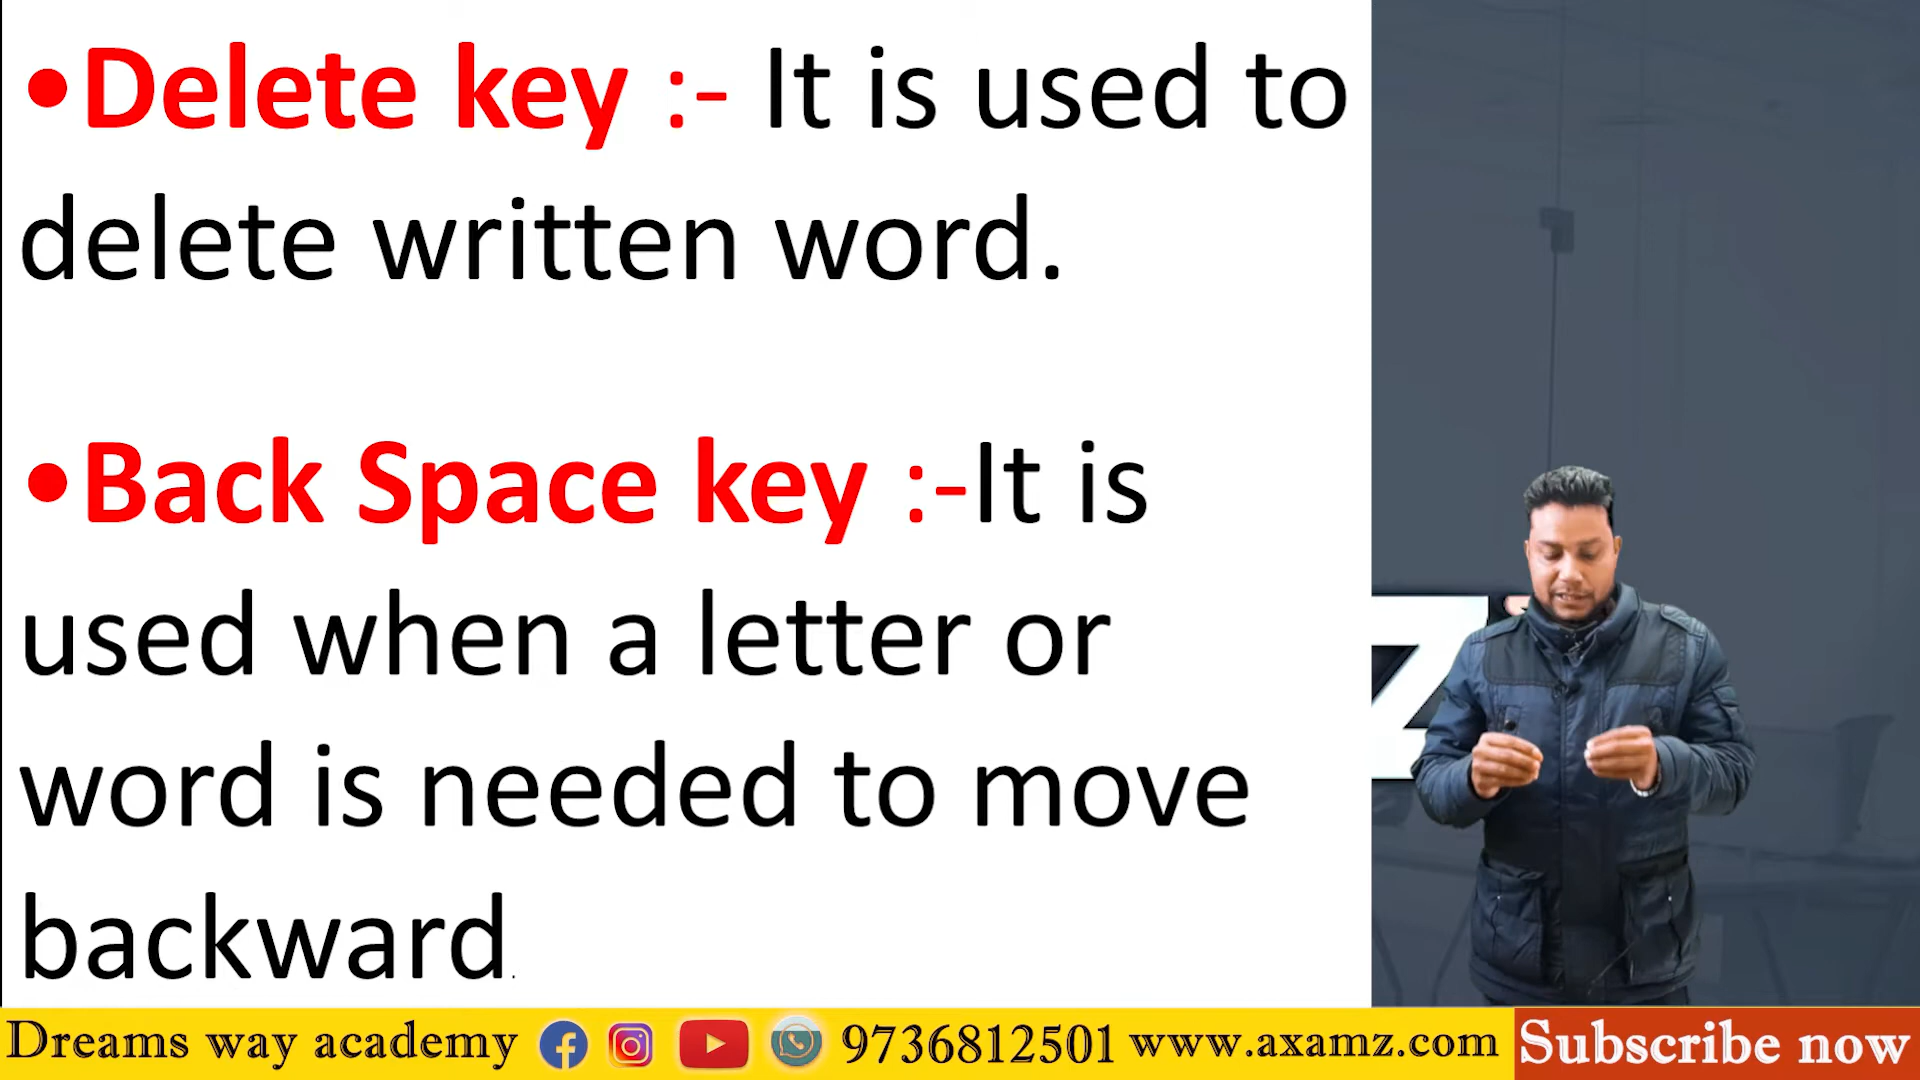 •Delete key :- It is used to
delete written word.
•Back Space key :-It is
used when a letter or
word is needed to move
backward.
Z
Dreams way academy 9736812501 www.axamz.com Subscribe now